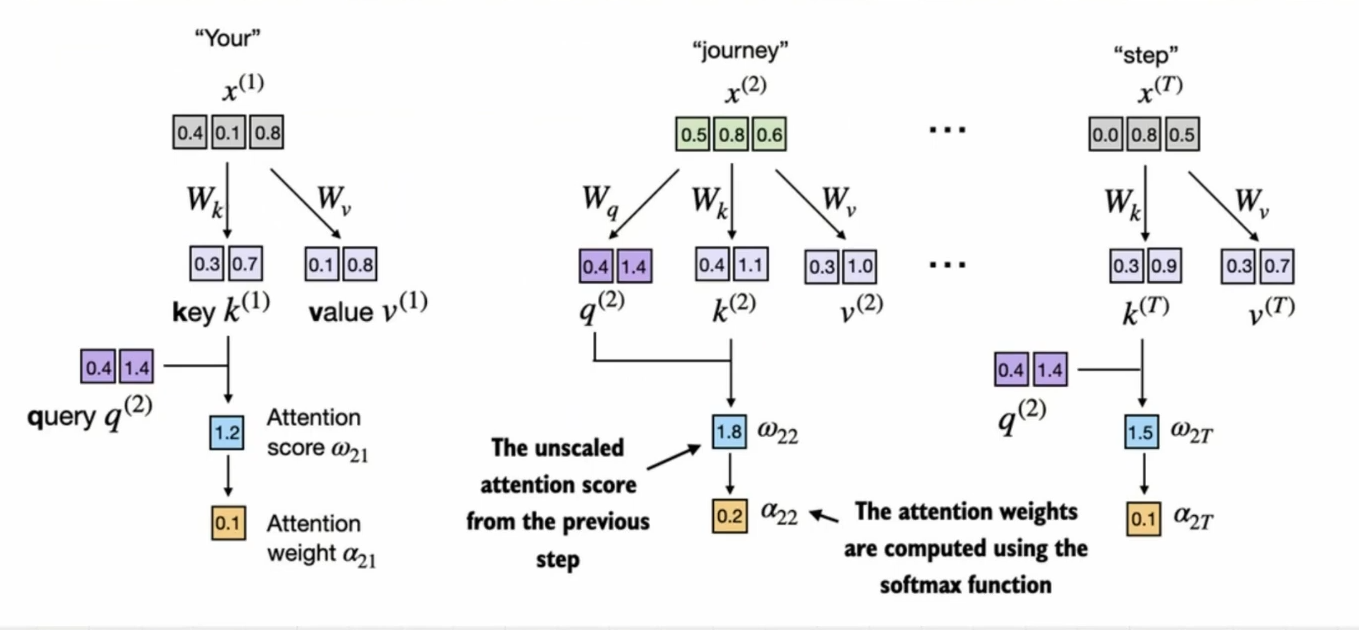 “Your”
x(1)
0.4 0.1 0.8
Wk
Wv
0.3 0.7
0.1 0.8
key k(1)
value v(1)
0.4 1.4
query q(2)
1.2
Attention
score ω21
0.1
Attention
weight α21
“journey”
x(2)
0.5 0.8 0.6
Wq
Wk
Wv
0.4 1.4
0.4 1.1
0.3 1.0
q(2)
k(2)
v(2)
1.8
ω22
The unscaled
attention score
from the previous
step
0.2
α22
The attention weights
are computed using the
softmax function
...
...
“step”
x(T)
0.0 0.8 0.5
Wk
Wv
0.3 0.9
0.3 0.7
k(T)
v(T)
0.4 1.4
q(2)
1.5
ω2T
0.1
α2T